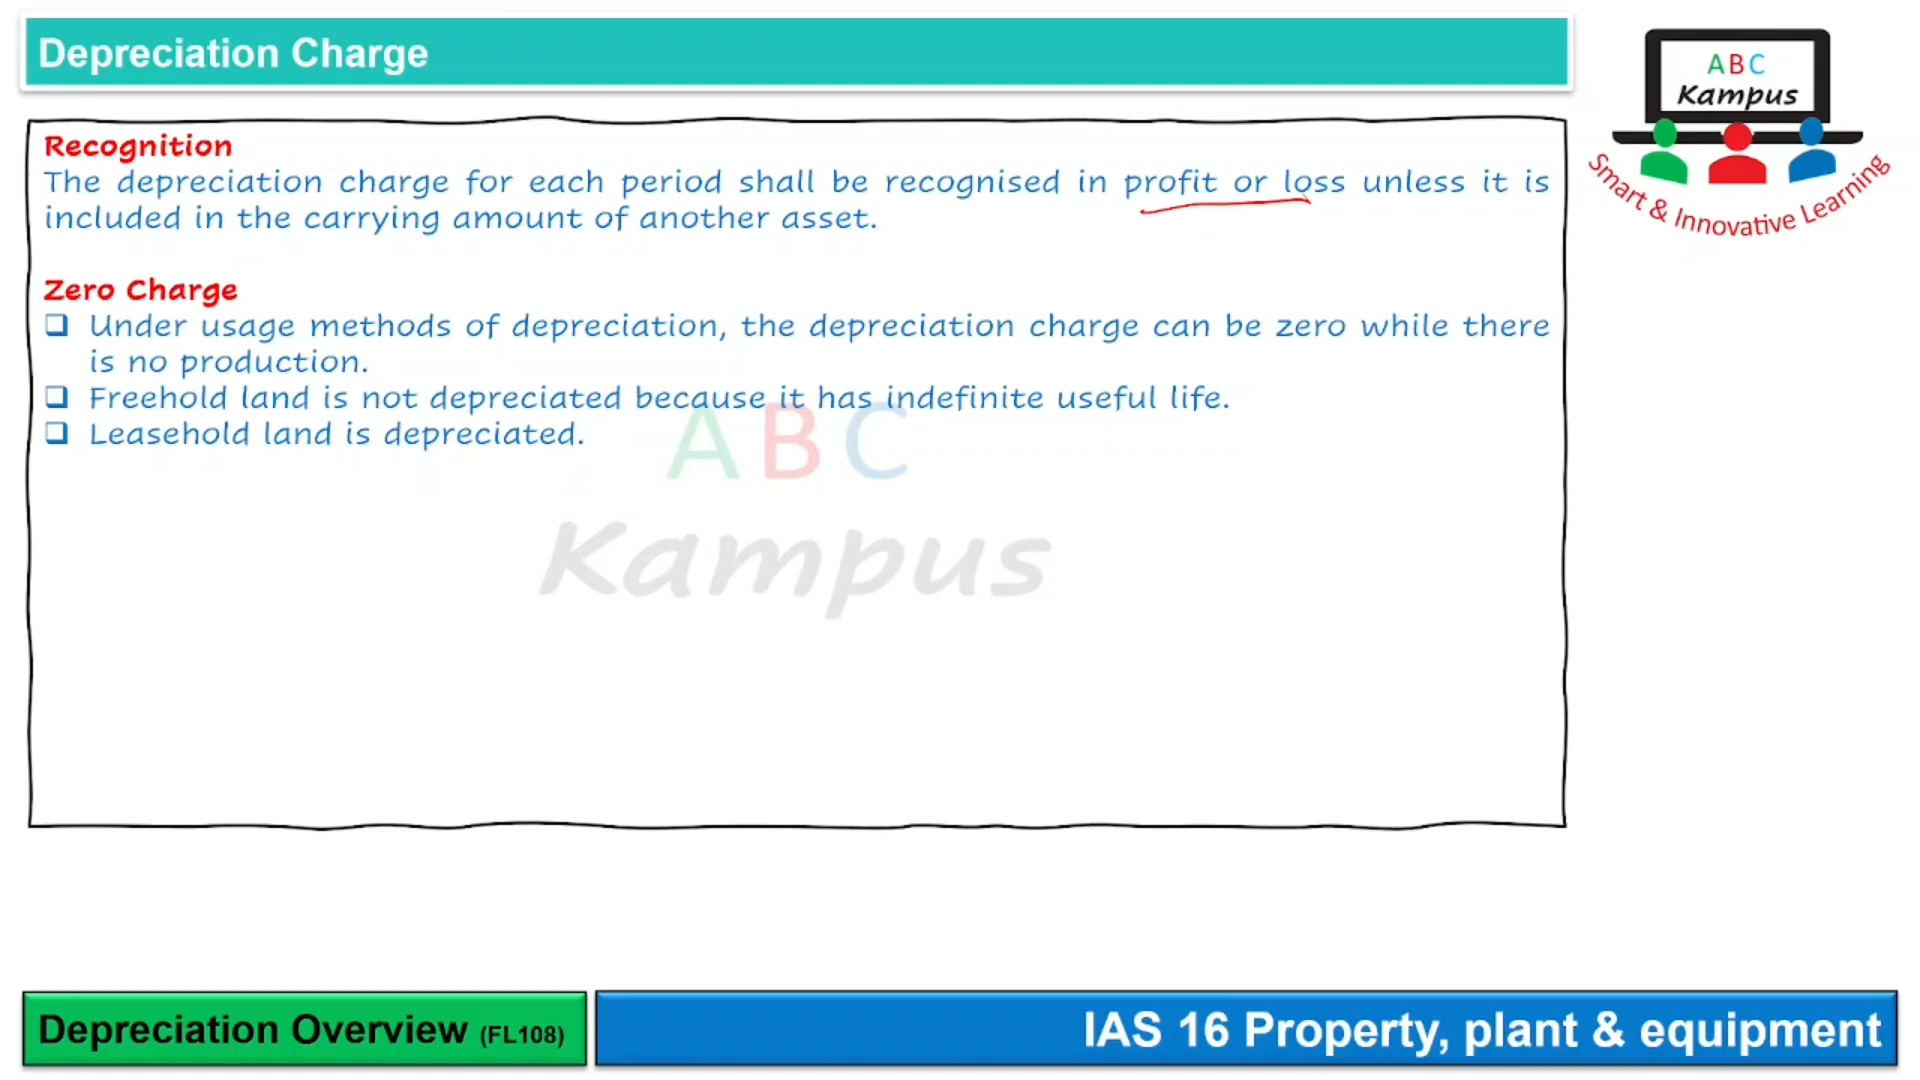 Depreciation Charge
ABC
Kampus
Smart & Innovative Learning
Recognition
The depreciation charge for each period shall be recognised in profit or loss unless it is
included in the carrying amount of another asset.
Zero Charge
❑ Under usage methods of depreciation, the depreciation charge can be zero while there
is no production.
❑ Freehold land is not depreciated because it has indefinite useful life.
❑ Leasehold land is depreciated.
ABC
Kampus
Depreciation Overview (FL108)
IAS 16 Property, plant & equipment